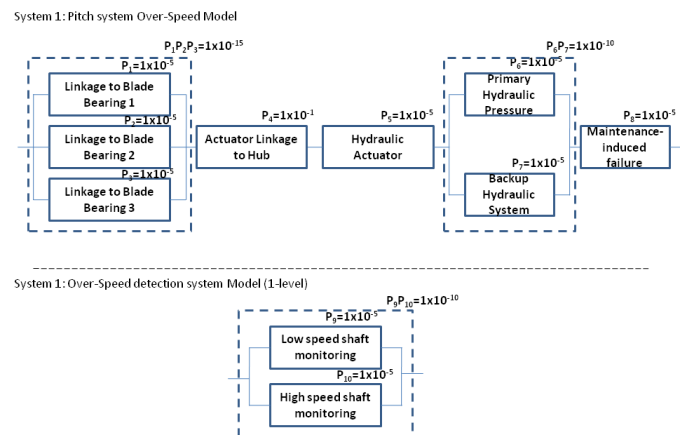 System 1: Pitch system Over-Speed Model
P₁P₂P₃=1x10⁻¹⁵
P₆P₇=1x10⁻¹⁰
P₁=1x10⁻⁵
Linkage to Blade
Bearing 1
P₂=1x10⁻⁵
Linkage to Blade
Bearing 2
P₃=1x10⁻⁵
Linkage to Blade
Bearing 3
P₄=1x10⁻¹
Actuator Linkage
to Hub
P₅=1x10⁻⁵
Hydraulic
Actuator
P₆=1x10⁻⁵
Primary
Hydraulic
Pressure
P₇=1x10⁻⁵
Backup
Hydraulic
System
P₈=1x10⁻⁵
Maintenance-
induced
failure
System 1: Over-Speed detection system Model (1-level)
P₉P₁₀=1x10⁻¹⁰
P₉=1x10⁻⁵
Low speed shaft
monitoring
P₁₀=1x10⁻⁵
High speed shaft
monitoring